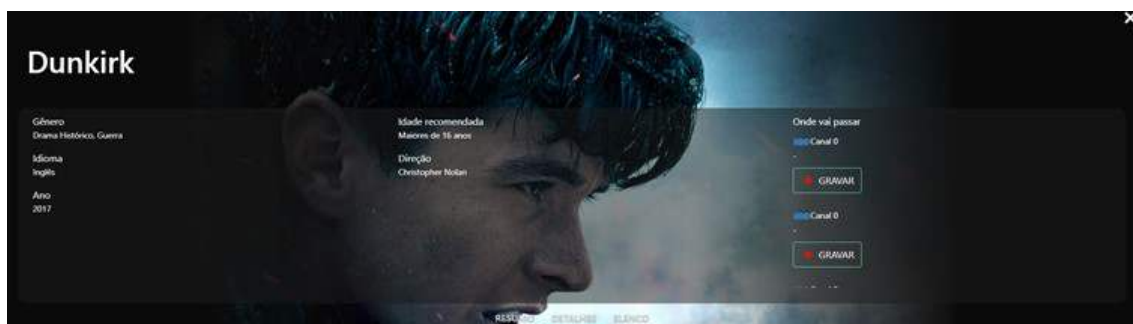 Dunkirk
Gênero
Drama Histórico, Guerra
Idioma
Inglês
Ano
2017
Idade recomendada
Maiores de 16 anos
Direção
Christopher Nolan
Onde vai passar
Canal 0
-
GRAVAR
Canal 0
-
GRAVAR
RESUMO DETALHES ELENCO